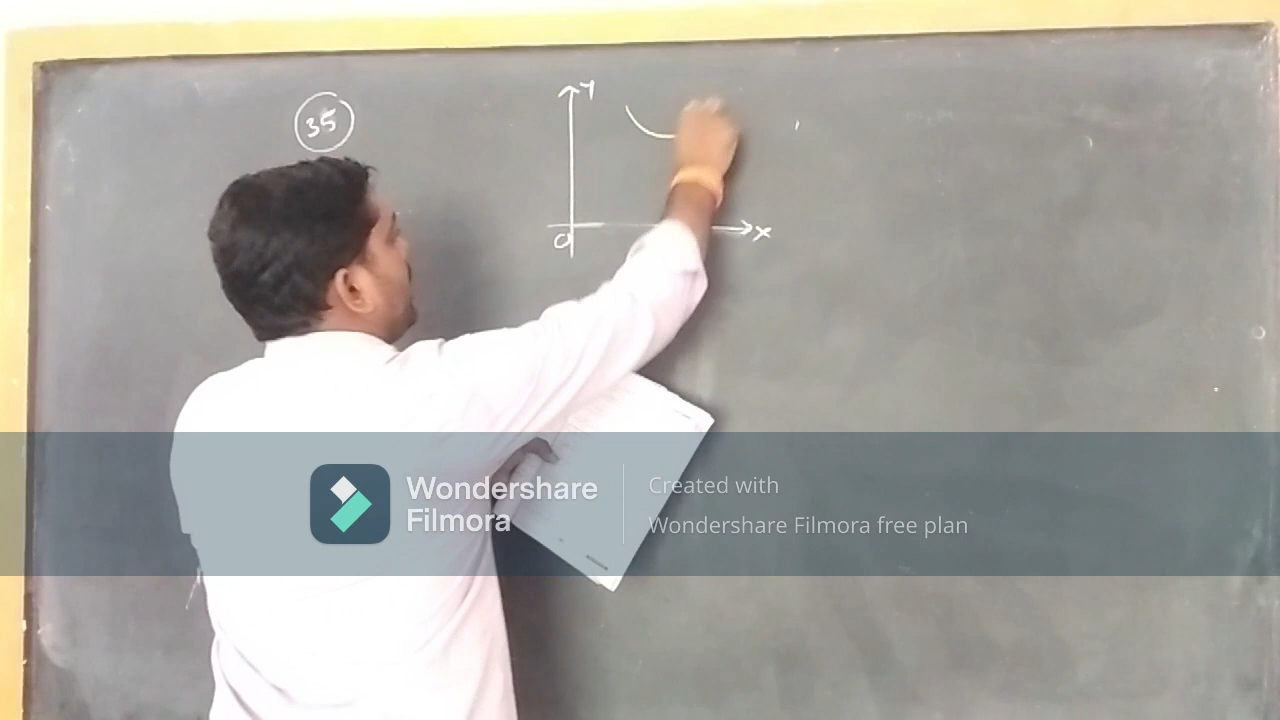 35
Y
O
X
Wondershare
Filmora
Created with
Wondershare Filmora free plan